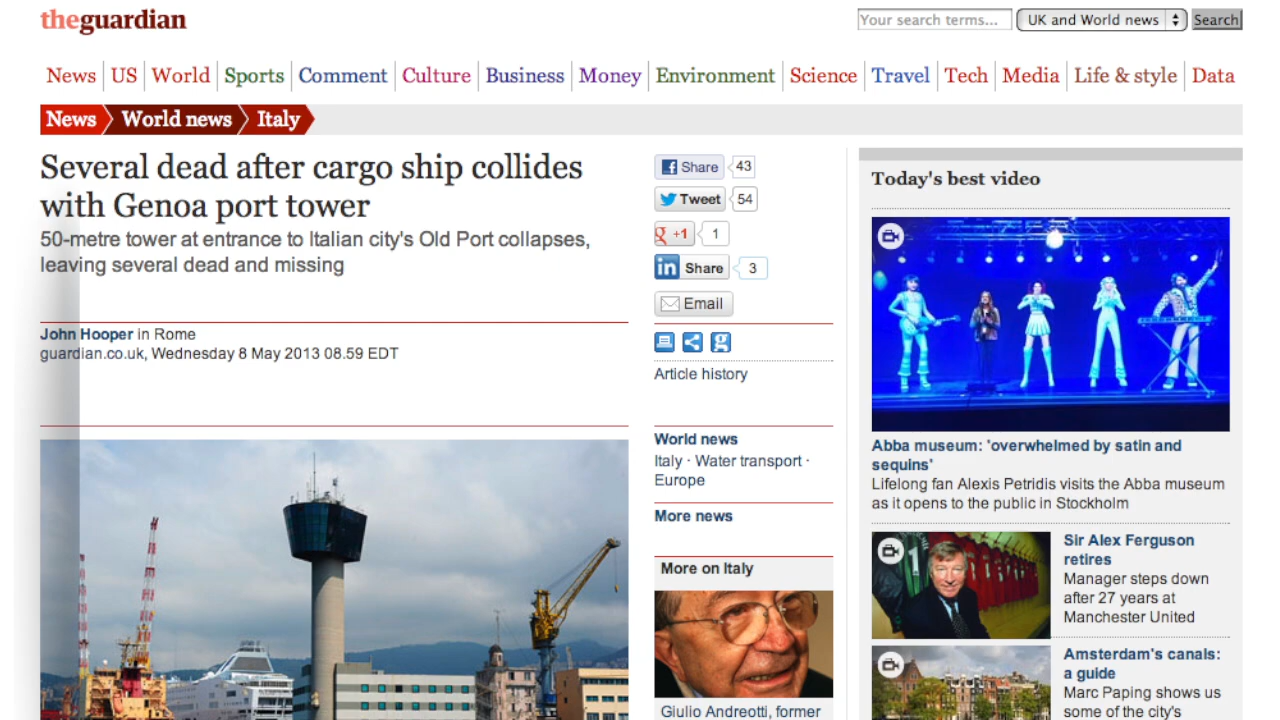 theguardian
Your search terms...
UK and World news
Search
News
US
World
Sports
Comment
Culture
Business
Money
Environment
Science
Travel
Tech
Media
Life & style
Data
News
World news
Italy
Several dead after cargo ship collides
with Genoa port tower
50-metre tower at entrance to Italian city's Old Port collapses,
leaving several dead and missing
John Hooper in Rome
guardian.co.uk, Wednesday 8 May 2013 08.59 EDT
Share 43
Tweet 54
+1 1
in Share 3
Email
Article history
World news
Italy · Water transport ·
Europe
More news
More on Italy
Giulio Andreotti, former
Today's best video
Abba museum: 'overwhelmed by satin and
sequins'
Lifelong fan Alexis Petridis visits the Abba museum
as it opens to the public in Stockholm
Sir Alex Ferguson
retires
Manager steps down
after 27 years at
Manchester United
Amsterdam's canals:
a guide
Marc Paping shows us
some of the city's